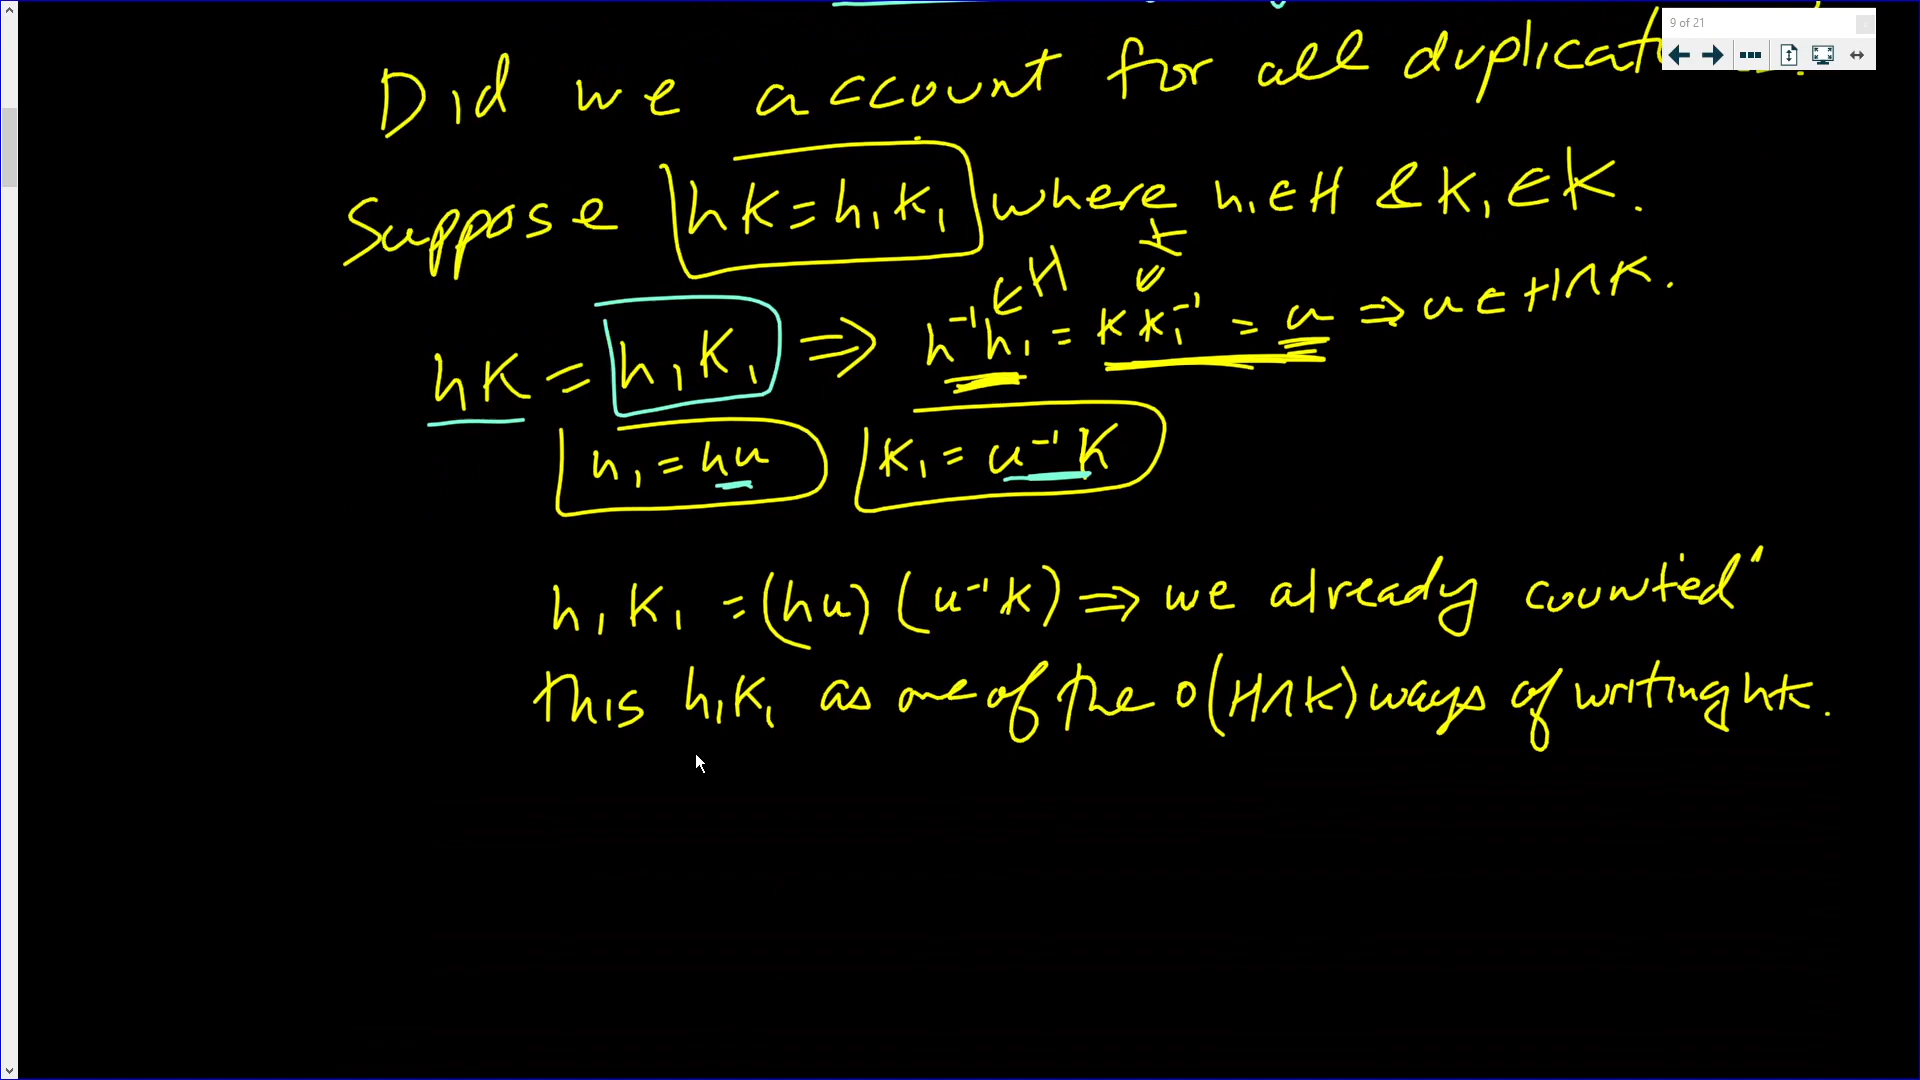 9 of 21
Did we account for all duplicat
Suppose hk = h₁k₁ where h₁ ∈ H & k₁ ∈ K.
∈ H
hk = h₁k₁ ⇒ h⁻¹h₁ = kk₁⁻¹ = u ⇒ u ∈ H∩K.
h₁ = hu k₁ = u⁻¹k
h₁k₁ = (hu)(u⁻¹k) ⇒ we already counted"
this h₁k₁ as one of the o(H∩K) ways of writing hk.